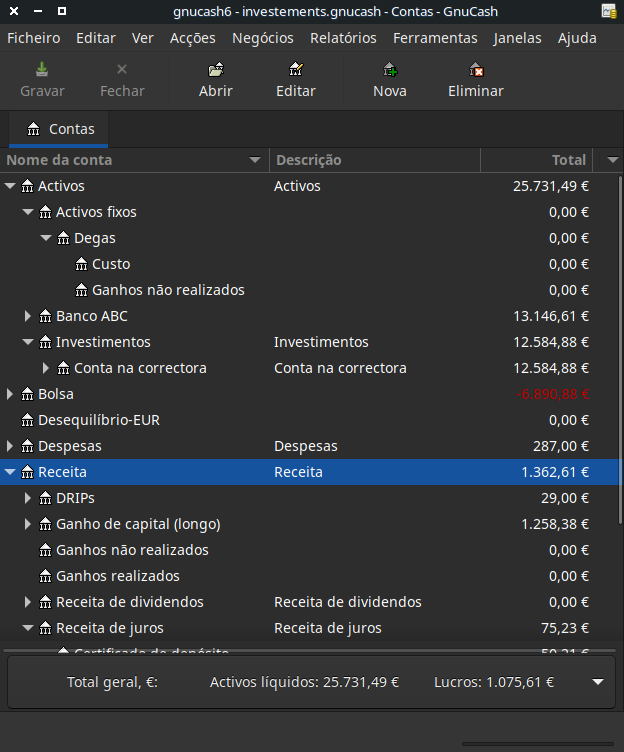 gnucash6 - investements.gnucash - Contas - GnuCash
Ficheiro Editar Ver Acções Negócios Relatórios Ferramentas Janelas Ajuda
Gravar Fechar Abrir Editar Nova Eliminar
Contas
Nome da conta Descrição Total
Activos Activos 25.731,49 €
Activos fixos 0,00 €
Degas 0,00 €
Custo 0,00 €
Ganhos não realizados 0,00 €
Banco ABC 13.146,61 €
Investimentos Investimentos 12.584,88 €
Conta na correctora Conta na correctora 12.584,88 €
Bolsa -6.890,88 €
Desequilíbrio-EUR 0,00 €
Despesas Despesas 287,00 €
Receita Receita 1.362,61 €
DRIPs 29,00 €
Ganho de capital (longo) 1.258,38 €
Ganhos não realizados 0,00 €
Ganhos realizados 0,00 €
Receita de dividendos Receita de dividendos 0,00 €
Receita de juros Receita de juros 75,23 €
Certificado de depósito
Total geral, €: Activos líquidos: 25.731,49 € Lucros: 1.075,61 €